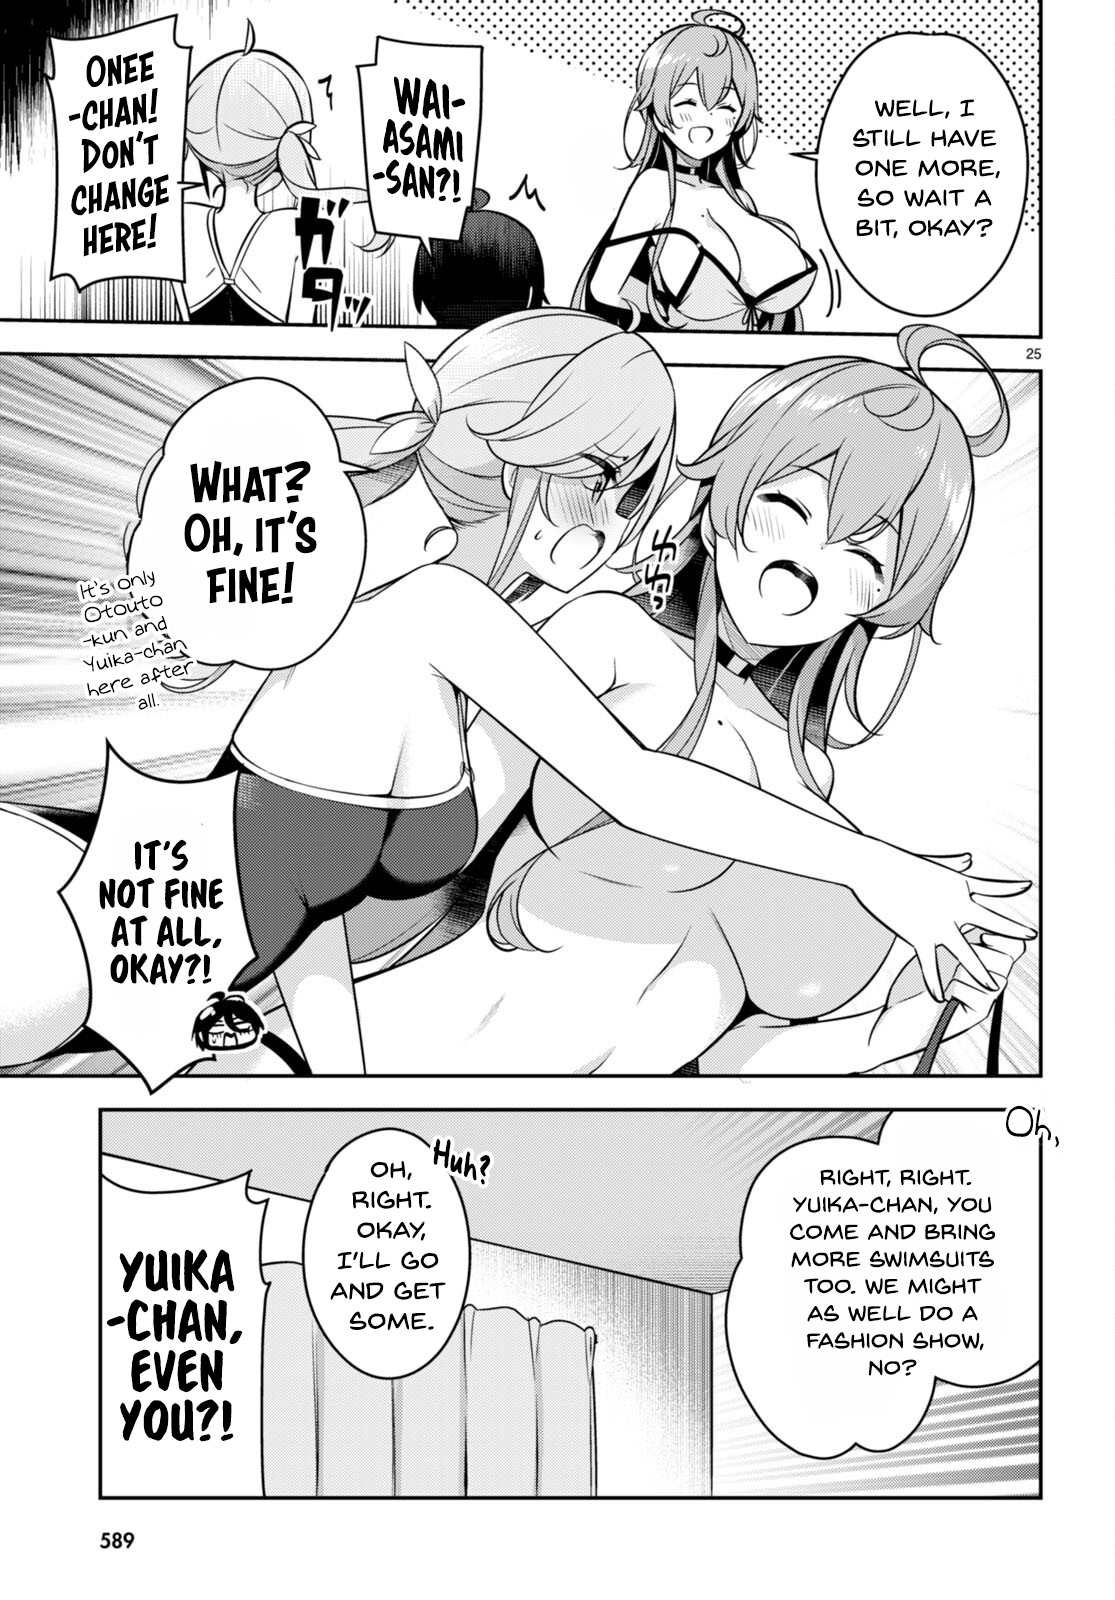 WELL, I
STILL HAVE
ONE MORE,
SO WAIT A
BIT, OKAY?
WAI-
ASAMI
-SAN?!
ガタッ
ONEE
-CHAN!
DON'T
CHANGE
HERE!
25
WHAT?
OH, IT'S
FINE!
It's only
Otouto
-kun and
Yuika-chan
here after
all.
IT'S
NOT FINE
AT ALL,
OKAY?!
Oh,
RIGHT, RIGHT.
YUIKA-CHAN, YOU
COME AND BRING
MORE SWIMSUITS
TOO. WE MIGHT
AS WELL DO A
FASHION SHOW,
NO?
Huh?
OH,
RIGHT.
OKAY,
I'LL GO
AND GET
SOME.
YUIKA
-CHAN,
EVEN
YOU?!
589